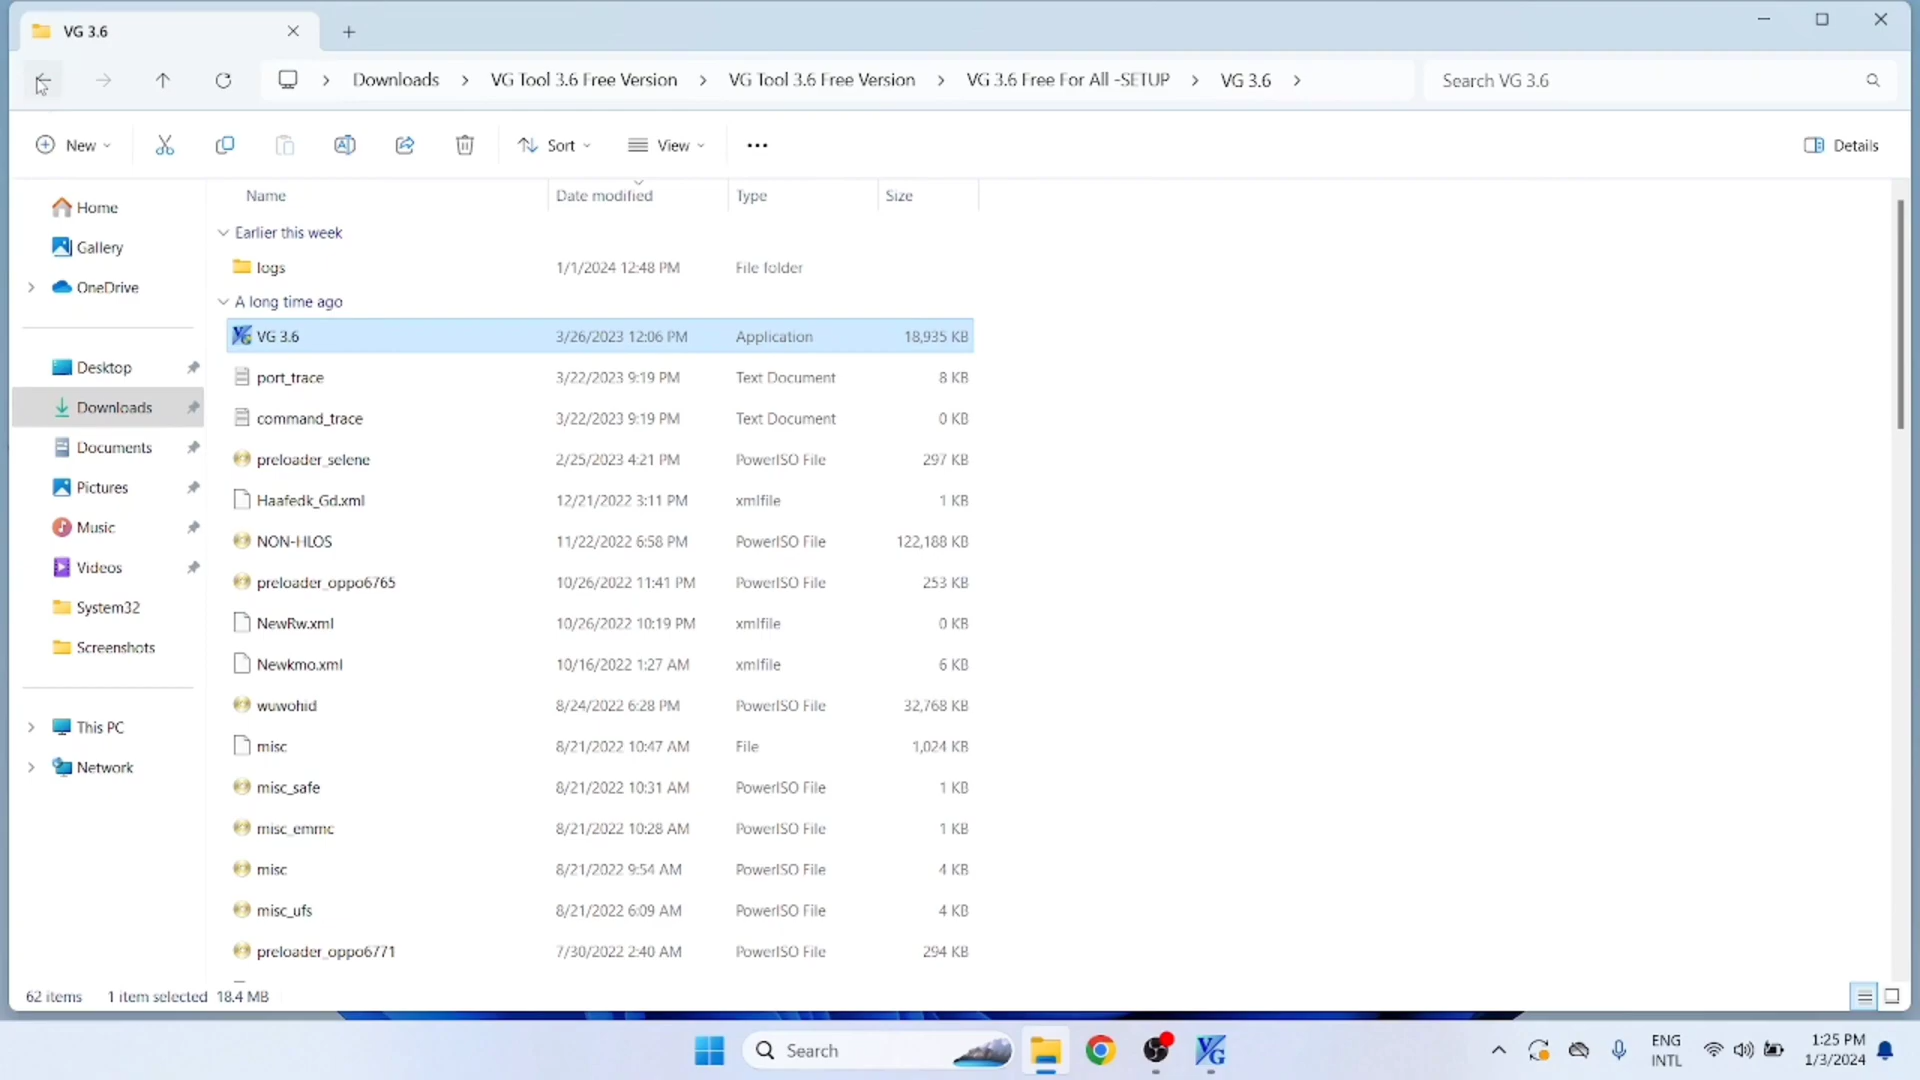 VG 3.6
Downloads VG Tool 3.6 Free Version VG Tool 3.6 Free Version VG 3.6 Free For All -SETUP VG 3.6 Search VG 3.6
New Sort View Details
Name Date modified Type Size
Home
Gallery
OneDrive
Desktop
Downloads
Documents
Pictures
Music
Videos
System32
Screenshots
This PC
Network
Earlier this week
logs 1/1/2024 12:48 PM File folder
A long time ago
VG 3.6 3/26/2023 12:06 PM Application 18,935 KB
port_trace 3/22/2023 9:19 PM Text Document 8 KB
command_trace 3/22/2023 9:19 PM Text Document 0 KB
preloader_selene 2/25/2023 4:21 PM PowerISO File 297 KB
Haafedk_Gd.xml 12/21/2022 3:11 PM xmlfile 1 KB
NON-HLOS 11/22/2022 6:58 PM PowerISO File 122,188 KB
preloader_oppo6765 10/26/2022 11:41 PM PowerISO File 253 KB
NewRw.xml 10/26/2022 10:19 PM xmlfile 0 KB
Newkmo.xml 10/16/2022 1:27 AM xmlfile 6 KB
wuwohid 8/24/2022 6:28 PM PowerISO File 32,768 KB
misc 8/21/2022 10:47 AM File 1,024 KB
misc_safe 8/21/2022 10:31 AM PowerISO File 1 KB
misc_emmc 8/21/2022 10:28 AM PowerISO File 1 KB
misc 8/21/2022 9:54 AM PowerISO File 4 KB
misc_ufs 8/21/2022 6:09 AM PowerISO File 4 KB
preloader_oppo6771 7/30/2022 2:40 AM PowerISO File 294 KB
62 items 1 item selected 18.4 MB
Search
ENG
INTL
1:25 PM
1/3/2024